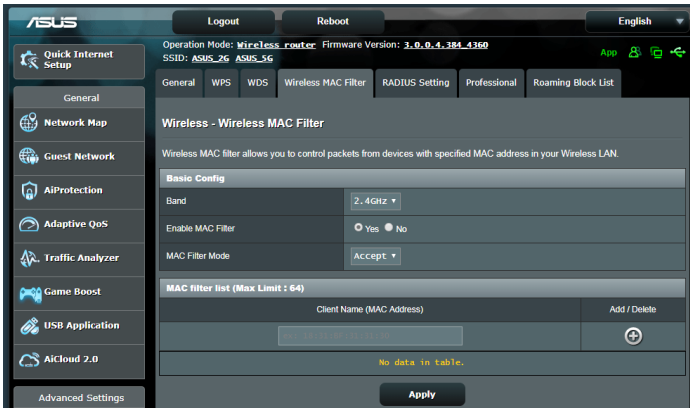 ASUS
Logout
Reboot
English
Quick Internet Setup
Operation Mode: Wireless router Firmware Version: 3.0.0.4.384_4360
SSID: ASUS_2G ASUS_5G
App
General
WPS
WDS
Wireless MAC Filter
RADIUS Setting
Professional
Roaming Block List
General
Network Map
Guest Network
AiProtection
Adaptive QoS
Traffic Analyzer
Game Boost
USB Application
AiCloud 2.0
Advanced Settings
Wireless - Wireless MAC Filter
Wireless MAC filter allows you to control packets from devices with specified MAC address in your Wireless LAN.
Basic Config
Band
2.4GHz
Enable MAC Filter
Yes No
MAC Filter Mode
Accept
MAC filter list (Max Limit : 64)
Client Name (MAC Address)
Add / Delete
No data in table.
Apply